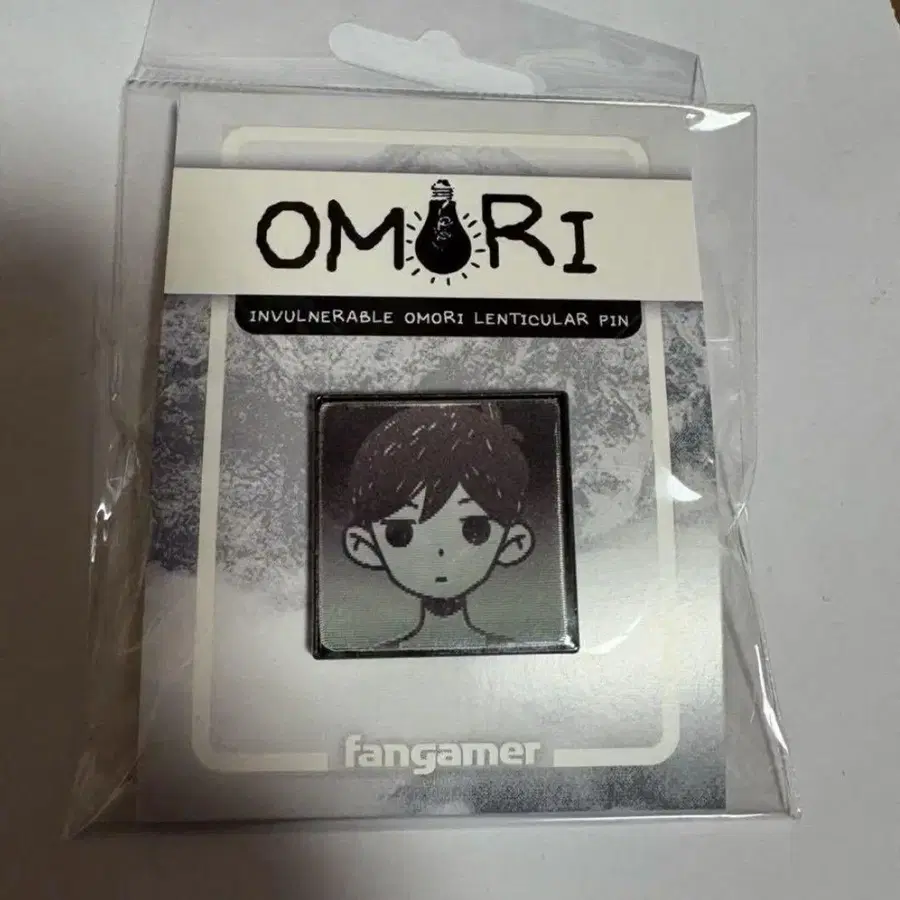 OMORI
INVULNERABLE OMORI LENTICULAR PIN
fangamer